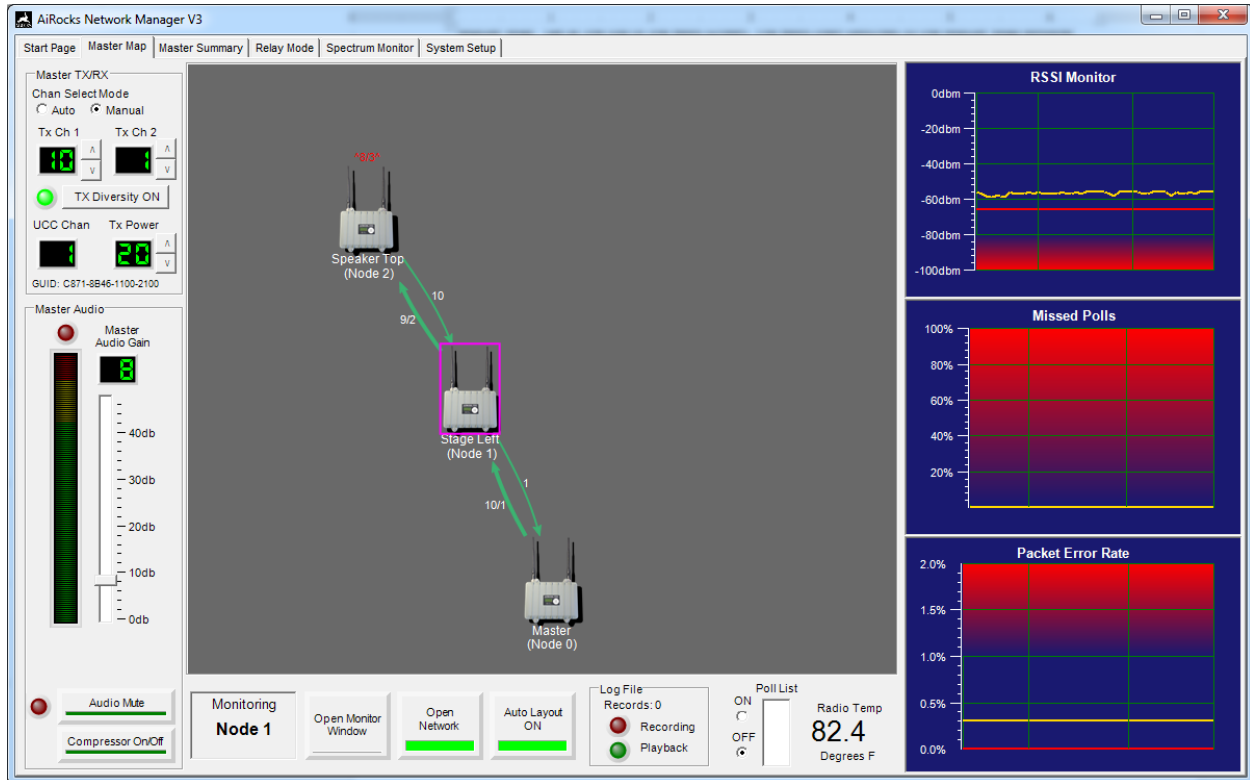 AiRocks Network Manager V3
Start Page
Master Map
Master Summary
Relay Mode
Spectrum Monitor
System Setup
Master TX/RX
Chan Select Mode
Auto
Manual
Tx Ch 1
Tx Ch 2
10
1
TX Diversity ON
UCC Chan
Tx Power
1
20
GUID: C871-8B46-1100-2100
Master Audio
Master
Audio Gain
8
40db
30db
20db
10db
0db
Audio Mute
Compressor On/Off
Speaker Top
(Node 2)
10
9/2
Stage Left
(Node 1)
1
10/1
Master
(Node 0)
Monitoring
Node 1
Open Monitor
Window
Open
Network
Auto Layout
ON
Log File
Records: 0
Recording
Playback
Poll List
ON
OFF
Radio Temp
82.4
Degrees F
RSSI Monitor
0dbm
-20dbm
-40dbm
-60dbm
-80dbm
-100dbm
Missed Polls
100%
80%
60%
40%
20%
Packet Error Rate
2.0%
1.5%
1.0%
0.5%
0.0%